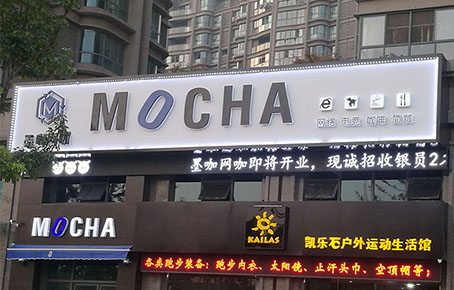 MOCHA
网络 电竞 咖啡 简餐
墨咖网咖即将开业，现诚招收银员2
MOCHA
KAILAS
凯乐石户外运动生活馆
各类跑步装备：跑步内衣、太阳镜、止汗头巾、空顶帽等；